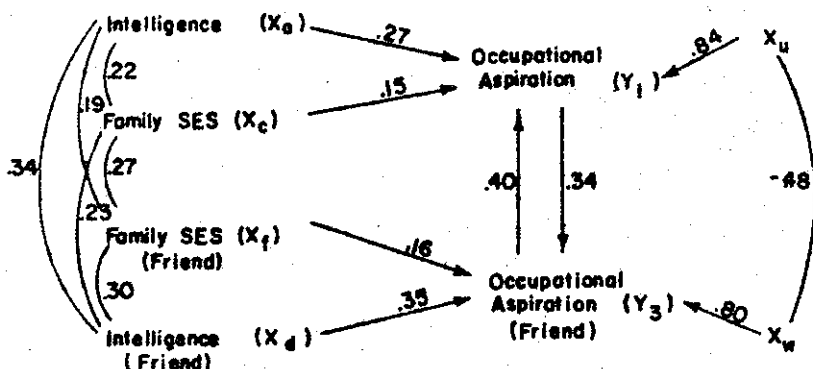 Intelligence (Xa)
.27
Occupational
Aspiration (Y1)
.84
Xu
.22
.19
Family SES (Xc)
.15
.34
.27
.40
.34
-.48
.23
Family SES (Xf)
(Friend)
.16
.30
Occupational
Aspiration (Y3)
(Friend)
.35
.80
Intelligence (Xd)
(Friend)
Xw